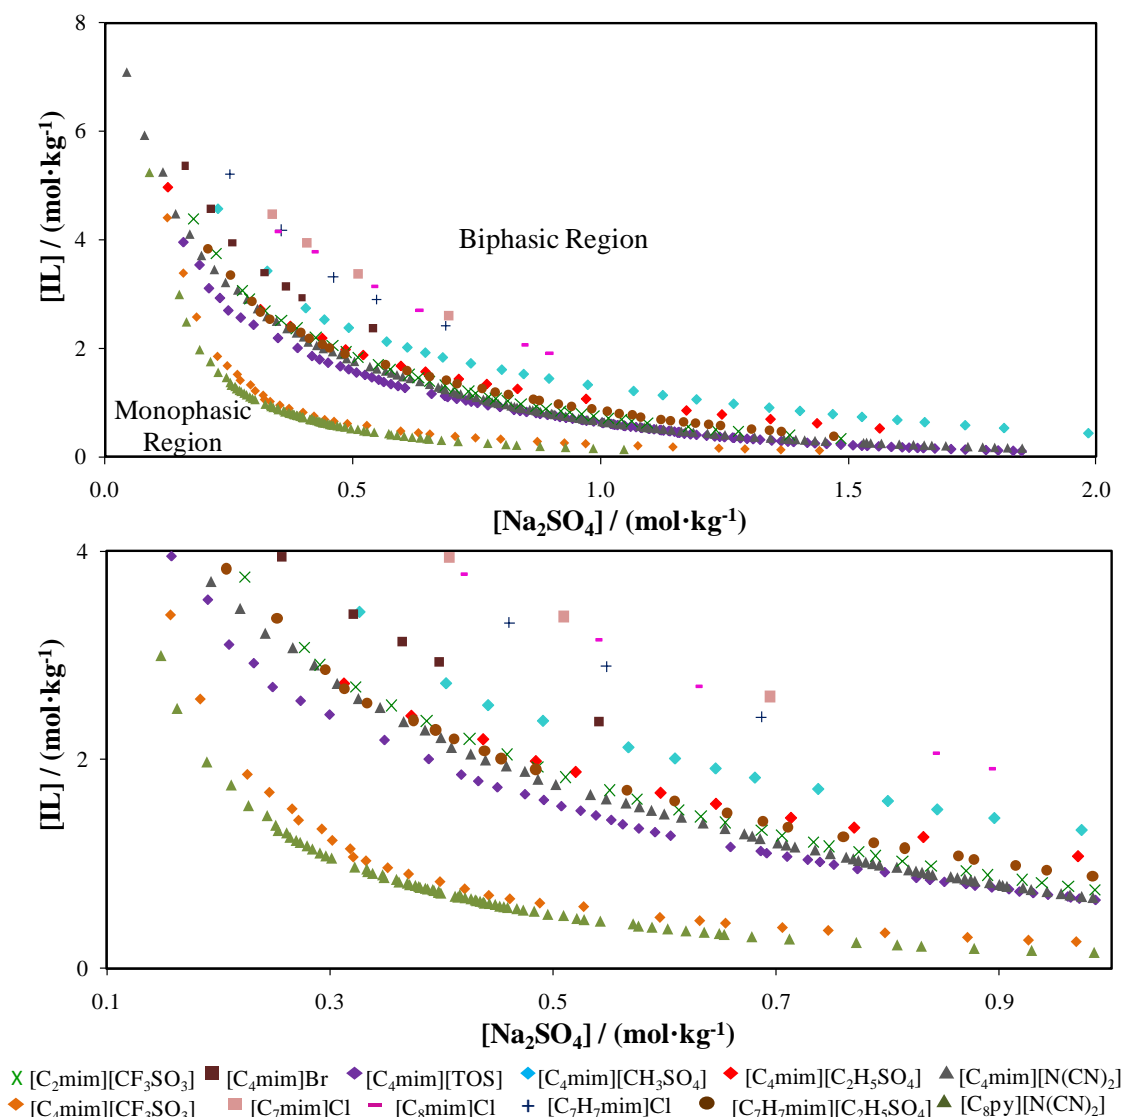 8
6
4
2
0
[IL] / (mol·kg⁻¹)
Biphasic Region
Monophasic
Region
0.0 0.5 1.0 1.5 2.0
[Na₂SO₄] / (mol·kg⁻¹)
4
2
0
[IL] / (mol·kg⁻¹)
0.1 0.3 0.5 0.7 0.9
[Na₂SO₄] / (mol·kg⁻¹)
[C₂mim][CF₃SO₃] [C₄mim]Br [C₄mim][TOS] [C₄mim][CH₃SO₄] [C₄mim][C₂H₅SO₄] [C₄mim][N(CN)₂]
[C₄mim][CF₃SO₃] [C₇mim]Cl [C₈mim]Cl [C₇H₇mim]Cl [C₇H₇mim][C₂H₅SO₄] [C₈py][N(CN)₂]